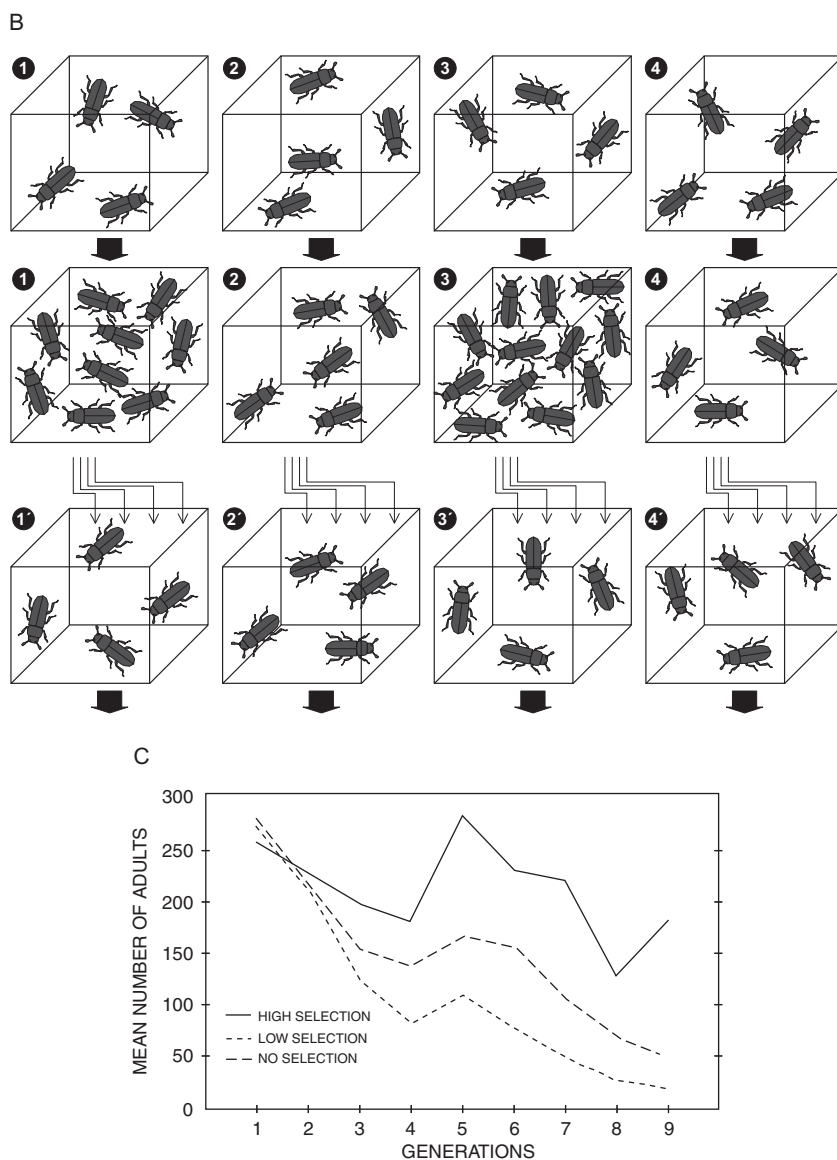 B
1 2 3 4
1 2 3 4
1´ 2´ 3´ 4´
C
MEAN NUMBER OF ADULTS
300
250
200
150
100
50
0
HIGH SELECTION
LOW SELECTION
NO SELECTION
1 2 3 4 5 6 7 8 9
GENERATIONS